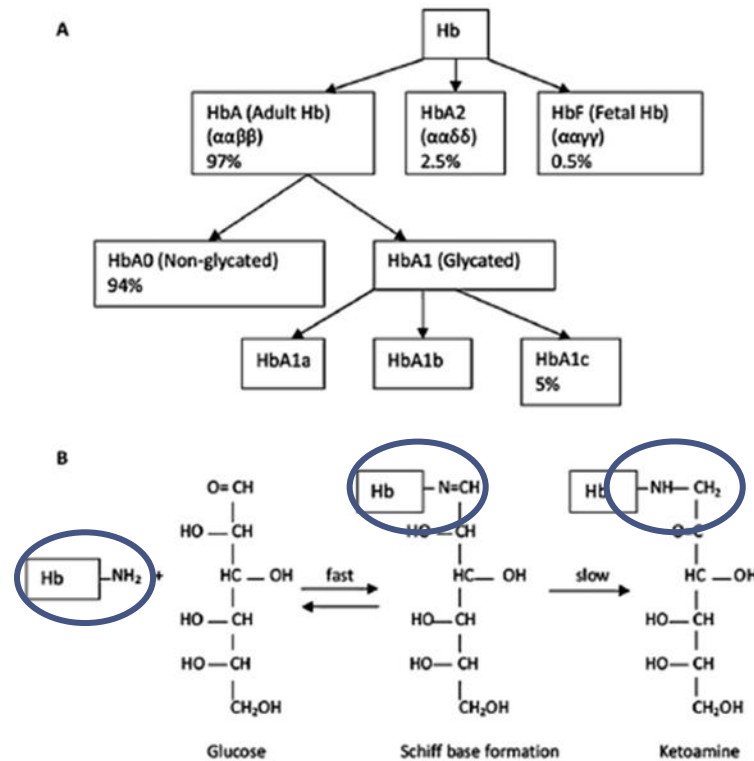 A
Hb
HbA (Adult Hb)
(ααββ)
97%
HbA2
(ααδδ)
2.5%
HbF (Fetal Hb)
(ααγγ)
0.5%
HbA0 (Non-glycated)
94%
HbA1 (Glycated)
HbA1a
HbA1b
HbA1c
5%
B
Hb
NH₂
+
O=CH
HO — CH
HC — OH
HO — CH
HO — CH
CH₂OH
Glucose
fast
Hb
N=CH
HO — CH
HC — OH
HO — CH
HO — CH
CH₂OH
Schiff base formation
slow
Hb
NH — CH₂
HC — OH
HO — CH
HO — CH
CH₂OH
Ketoamine